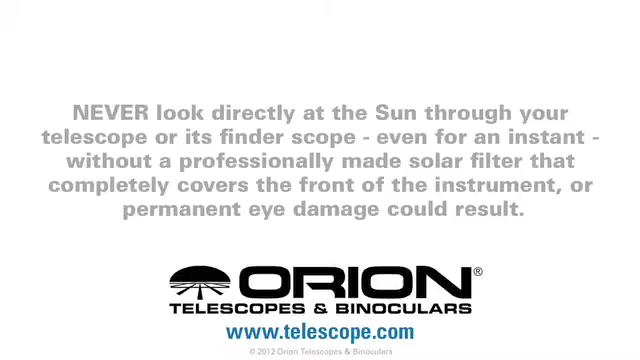 NEVER look directly at the Sun through your
telescope or its finder scope - even for an instant -
without a professionally made solar filter that
completely covers the front of the instrument, or
permanent eye damage could result.
ORION®
TELESCOPES & BINOCULARS
www.telescope.com
© 2012 Orion Telescopes & Binoculars